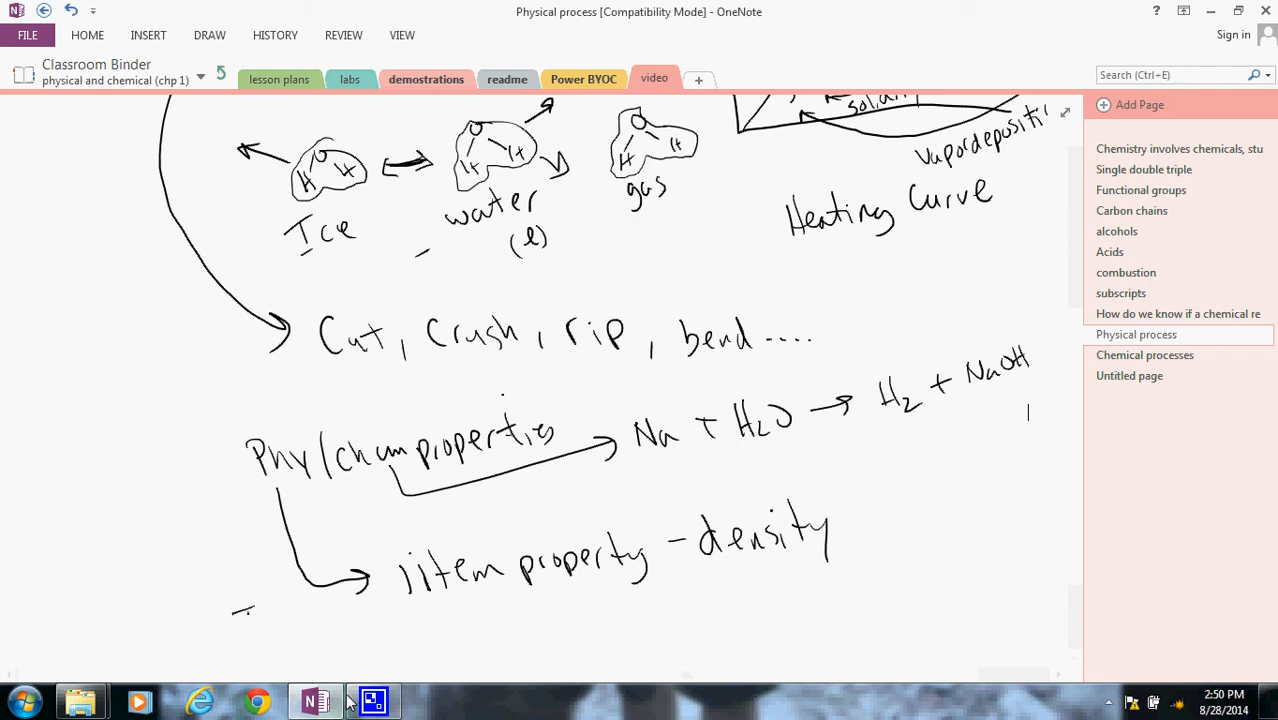 Physical process [Compatibility Mode] - OneNote
FILE HOME INSERT DRAW HISTORY REVIEW VIEW
Sign in
Classroom Binder
physical and chemical (chp 1)
lesson plans labs demostrations readme Power BYOC video
Search (Ctrl+E)
Add Page
Chemistry involves chemicals, stu
Single double triple
Functional groups
Carbon chains
alcohols
Acids
combustion
subscripts
How do we know if a chemical re
Physical process
Chemical processes
Untitled page
O H H
O H H
O H H
Ice
water
(l)
gas
Vapor depositi
Heating Curve
Cut, Crush, rip, bend ....
Phy/chem properties
Na + H2O → H2 + NaOH
iitem property - density
2:50 PM
8/28/2014